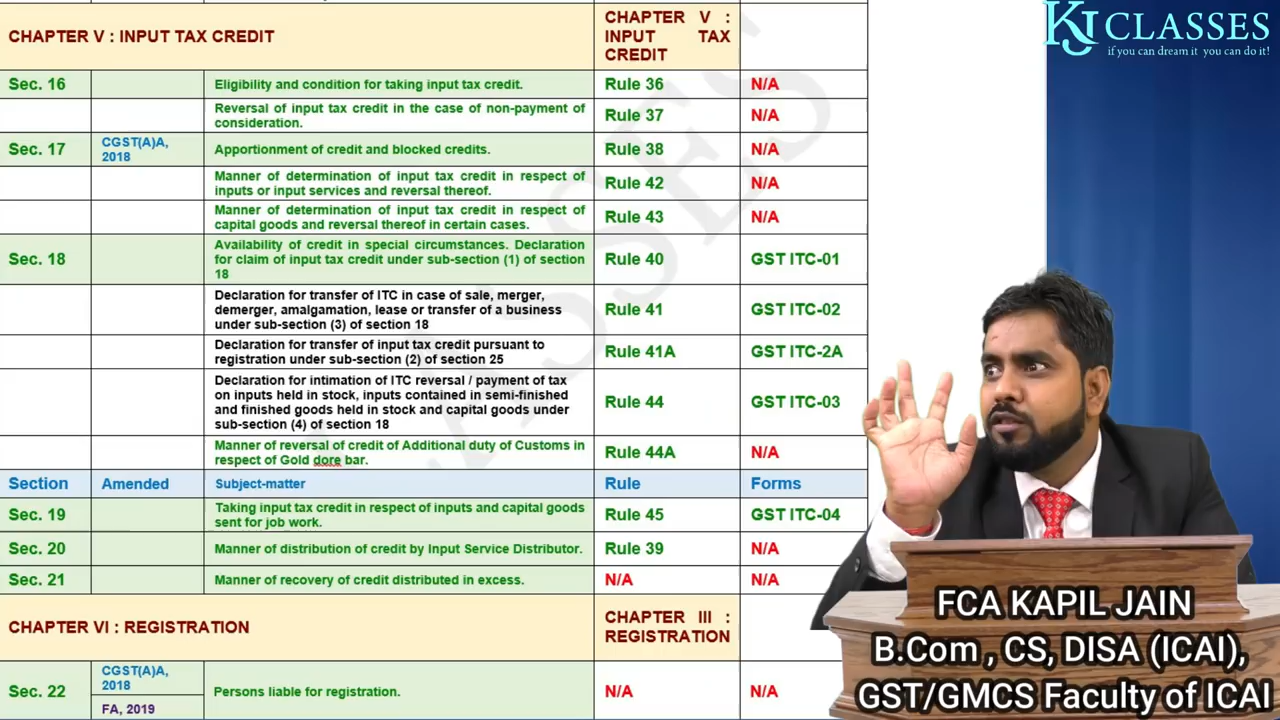 KJ CLASSES
if you can dream it you can do it!
CHAPTER V : INPUT TAX CREDIT
CHAPTER V :
INPUT TAX
CREDIT
Sec. 16
Eligibility and condition for taking input tax credit.
Rule 36
N/A
Reversal of input tax credit in the case of non-payment of
consideration.
Rule 37
N/A
Sec. 17
CGST(A)A,
2018
Apportionment of credit and blocked credits.
Rule 38
N/A
Manner of determination of input tax credit in respect of
inputs or input services and reversal thereof.
Rule 42
N/A
Manner of determination of input tax credit in respect of
capital goods and reversal thereof in certain cases.
Rule 43
N/A
Sec. 18
Availability of credit in special circumstances. Declaration
for claim of input tax credit under sub-section (1) of section
18
Rule 40
GST ITC-01
Declaration for transfer of ITC in case of sale, merger,
demerger, amalgamation, lease or transfer of a business
under sub-section (3) of section 18
Rule 41
GST ITC-02
Declaration for transfer of input tax credit pursuant to
registration under sub-section (2) of section 25
Rule 41A
GST ITC-2A
Declaration for intimation of ITC reversal / payment of tax
on inputs held in stock, inputs contained in semi-finished
and finished goods held in stock and capital goods under
sub-section (4) of section 18
Rule 44
GST ITC-03
Manner of reversal of credit of Additional duty of Customs in
respect of Gold dore bar.
Rule 44A
N/A
Section
Amended
Subject-matter
Rule
Forms
Sec. 19
Taking input tax credit in respect of inputs and capital goods
sent for job work.
Rule 45
GST ITC-04
Sec. 20
Manner of distribution of credit by Input Service Distributor.
Rule 39
N/A
Sec. 21
Manner of recovery of credit distributed in excess.
N/A
N/A
CHAPTER VI : REGISTRATION
CHAPTER III :
REGISTRATION
Sec. 22
CGST(A)A,
2018
FA, 2019
Persons liable for registration.
N/A
N/A
FCA KAPIL JAIN
B.Com , CS, DISA (ICAI),
GST/GMCS Faculty of ICAI